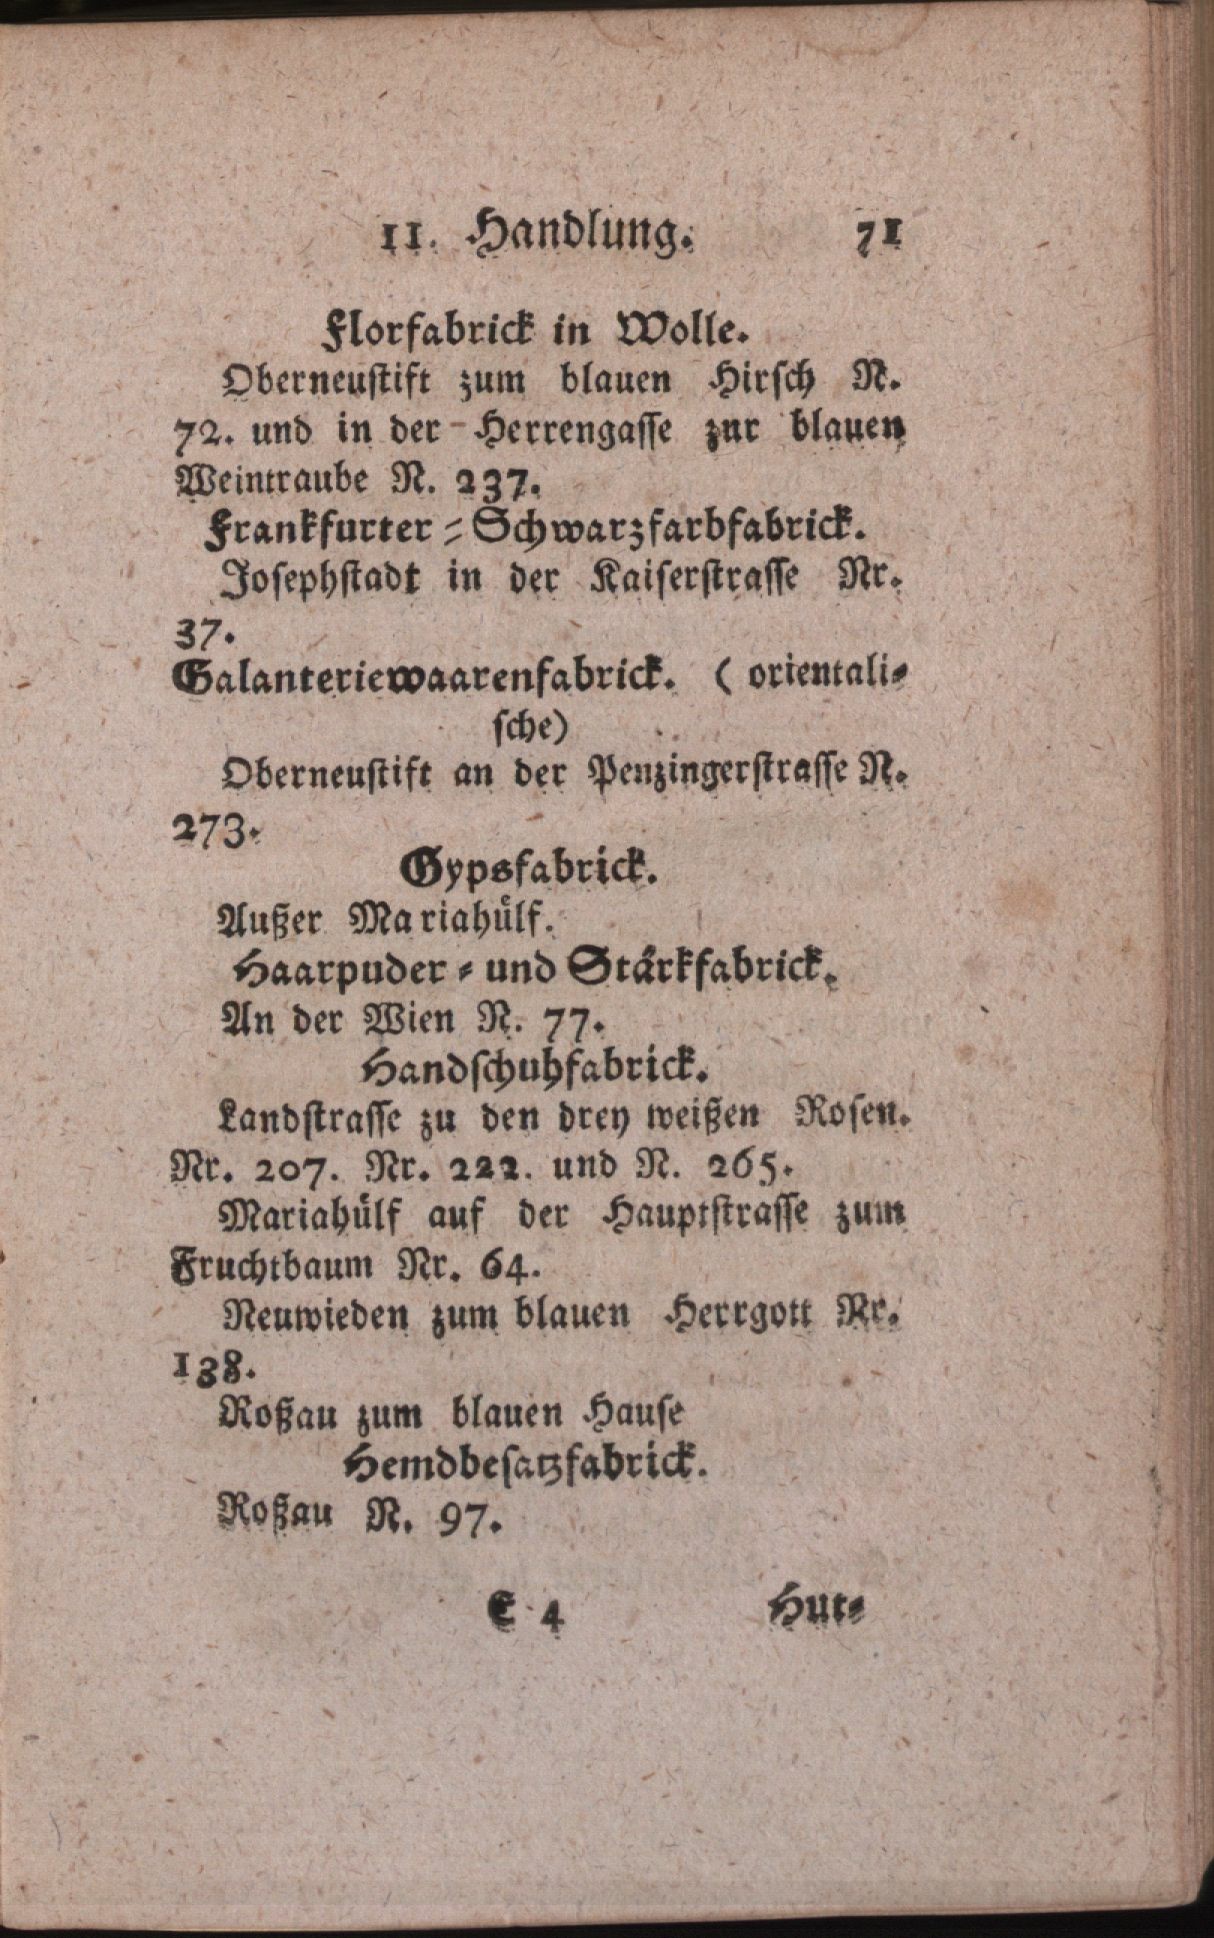 11. Handlung. 71
Florfabrick in Wolle.
Oberneustift zum blauen Hirsch N.
72. und in der Herrengasse zur blauen
Weintraube N. 237.
Frankfurter-Schwarzfarbfabrick.
Josephstadt in der Kaiserstrasse Nr.
37.
Galanteriewaarenfabrick. (orientali-
sche)
Oberneustift an der Penzingerstrasse N.
273.
Gypsfabrick.
Außer Mariahülf.
Haarpuder- und Stärkfabrick.
An der Wien N. 77.
Handschuhfabrick.
Landstrasse zu den drey weißen Rosen.
Nr. 207. Nr. 222. und N. 265.
Mariahülf auf der Hauptstrasse zum
Fruchtbaum Nr. 64.
Neuwieden zum blauen Herrgott Nr.
138.
Roßau zum blauen Hause
Hemdbesatzfabrick.
Roßau N. 97.
E 4 Hut-